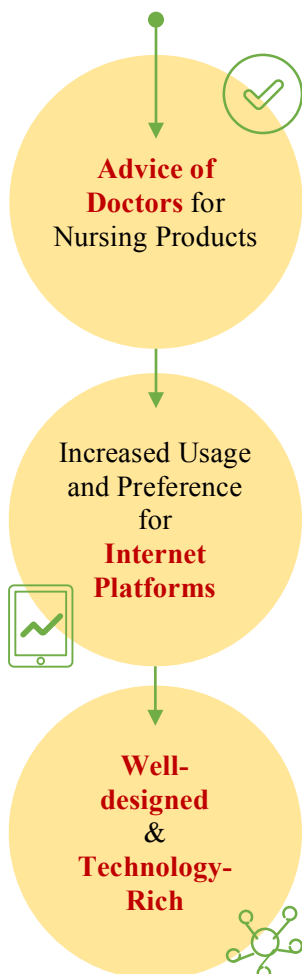 Advice of
Doctors for
Nursing Products
Increased Usage
and Preference
for
Internet
Platforms
Well-
designed
&
Technology-
Rich